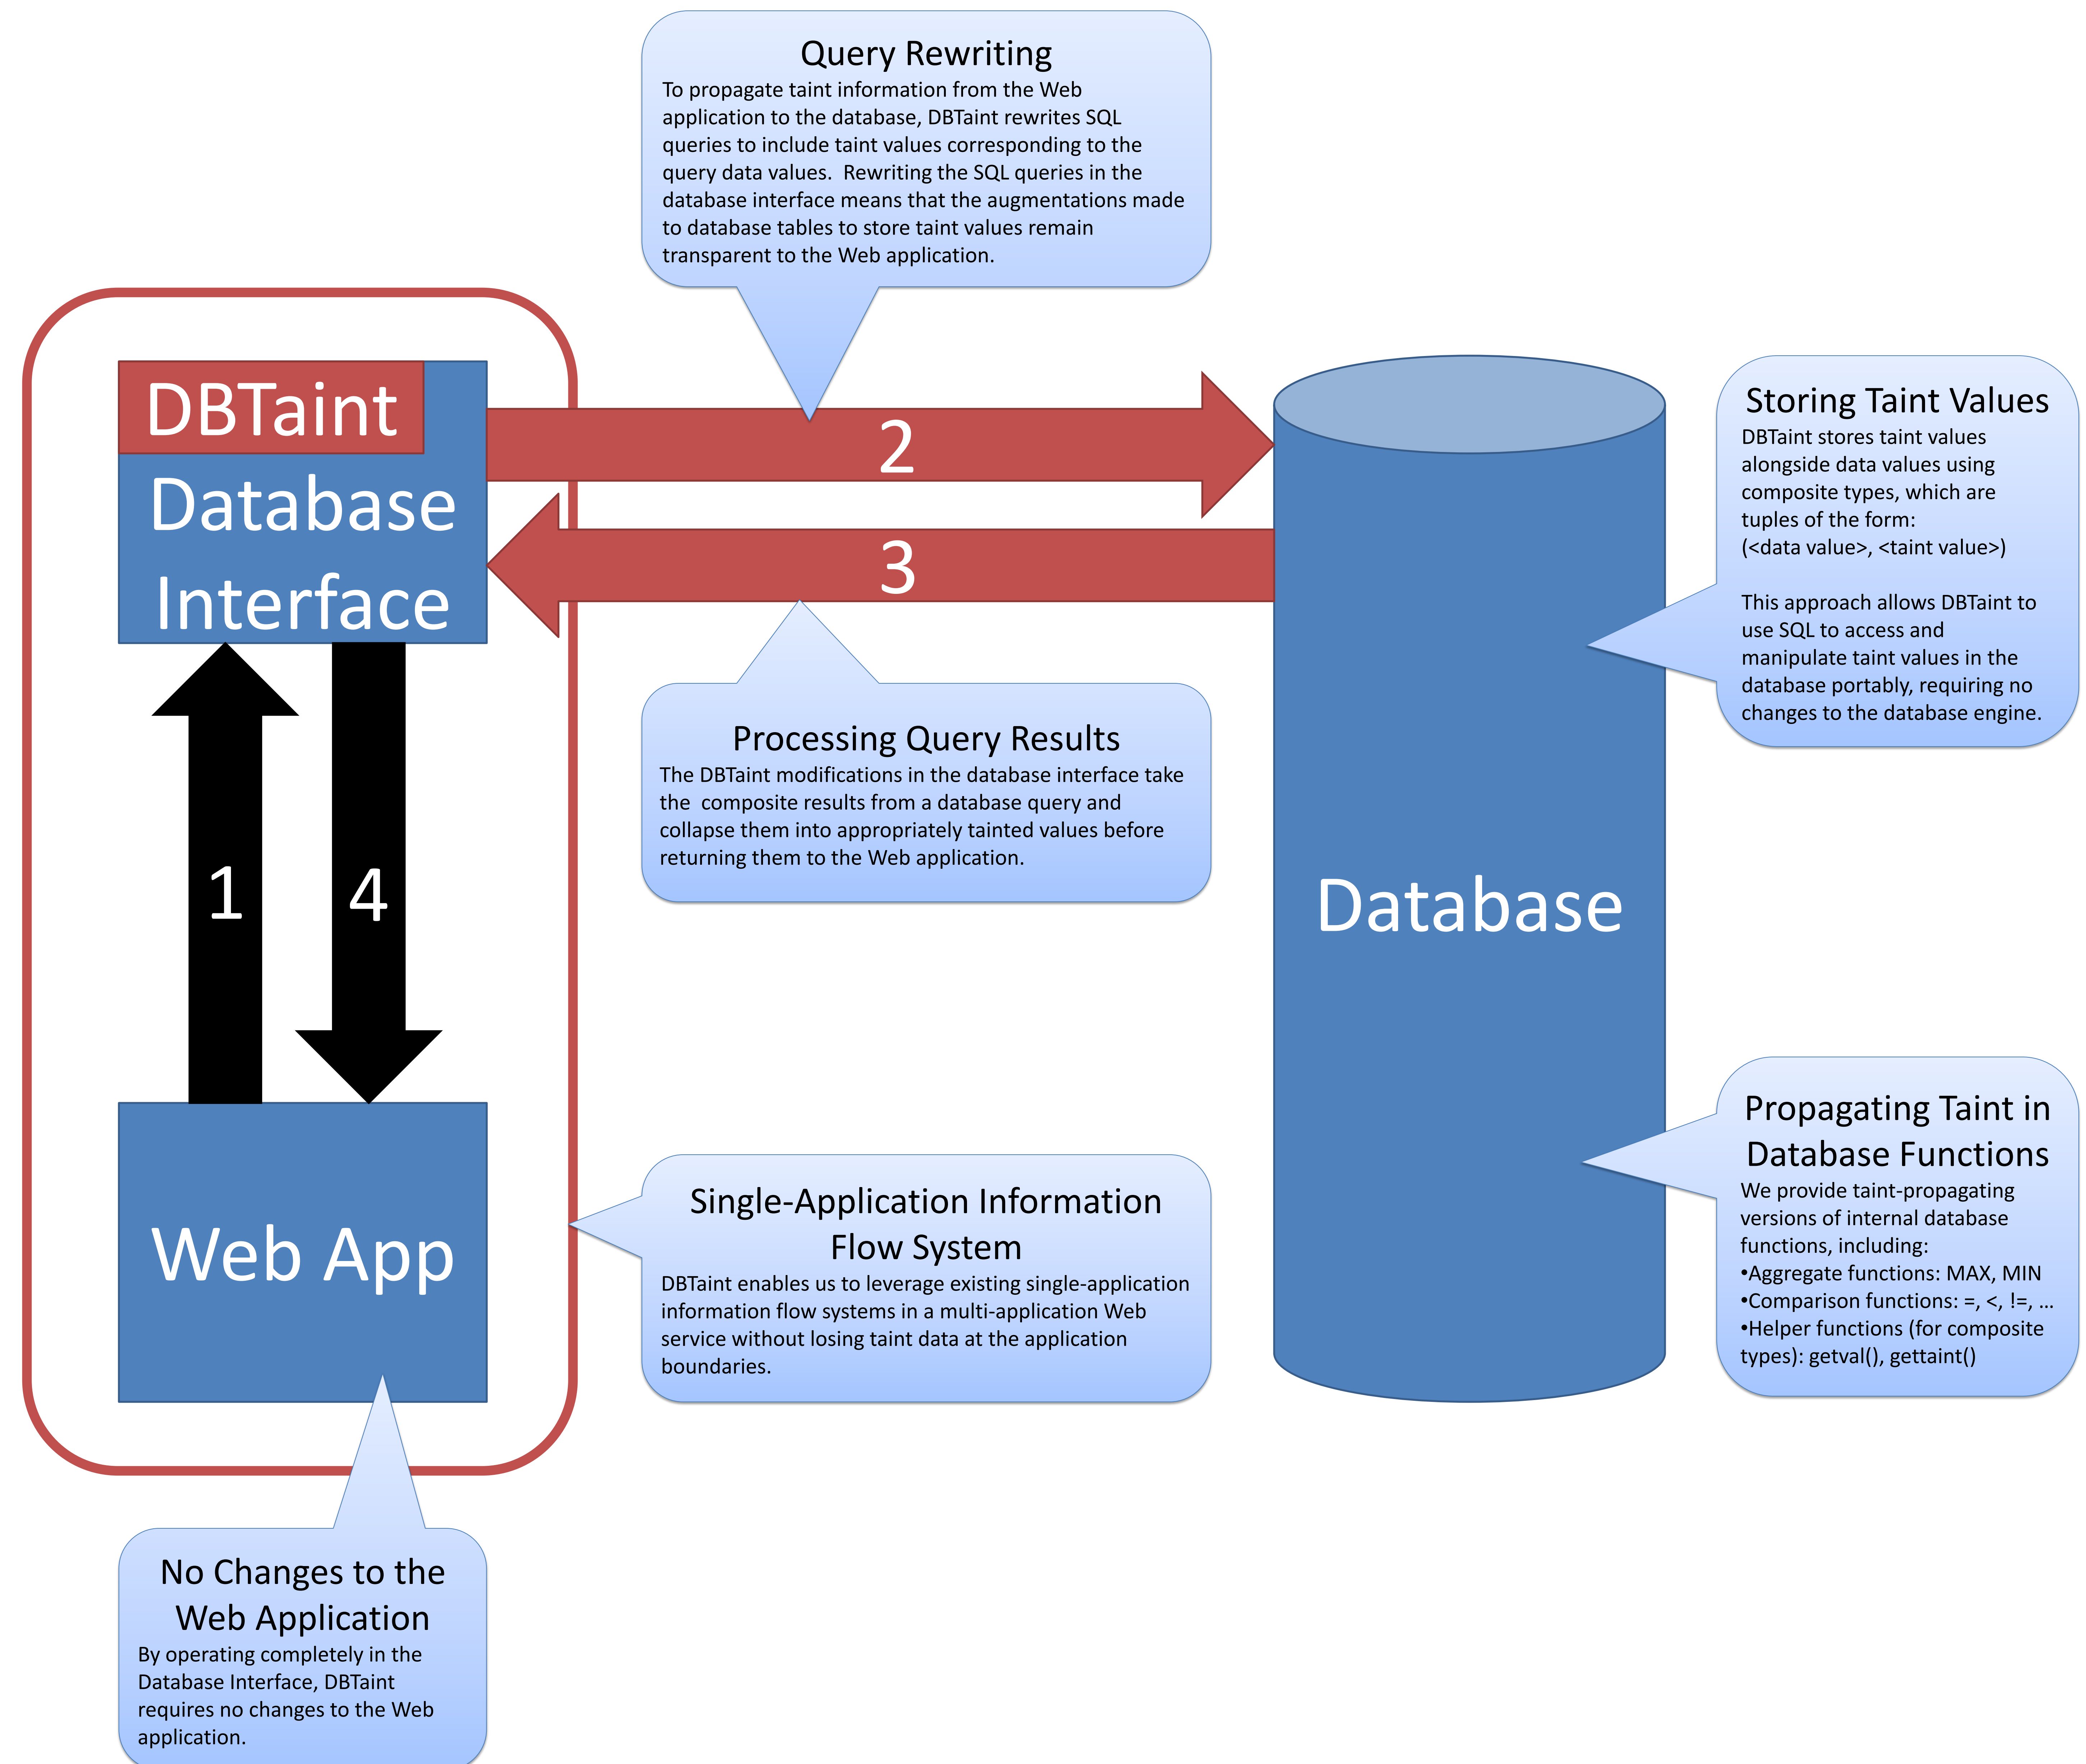 Query Rewriting
To propagate taint information from the Web
application to the database, DBTaint rewrites SQL
queries to include taint values corresponding to the
query data values.  Rewriting the SQL queries in the
database interface means that the augmentations made
to database tables to store taint values remain
transparent to the Web application.
DBTaint
Database
Interface
2
3
Storing Taint Values
DBTaint stores taint values
alongside data values using
composite types, which are
tuples of the form:
(<data value>, <taint value>)
This approach allows DBTaint to
use SQL to access and
manipulate taint values in the
database portably, requiring no
changes to the database engine.
Processing Query Results
The DBTaint modifications in the database interface take
the  composite results from a database query and
collapse them into appropriately tainted values before
returning them to the Web application.
1
4
Database
Web App
Single-Application Information
Flow System
DBTaint enables us to leverage existing single-application
information flow systems in a multi-application Web
service without losing taint data at the application
boundaries.
Propagating Taint in
Database Functions
We provide taint-propagating
versions of internal database
functions, including:
•Aggregate functions: MAX, MIN
•Comparison functions: =, <, !=, …
•Helper functions (for composite
types): getval(), gettaint()
No Changes to the
Web Application
By operating completely in the
Database Interface, DBTaint
requires no changes to the Web
application.